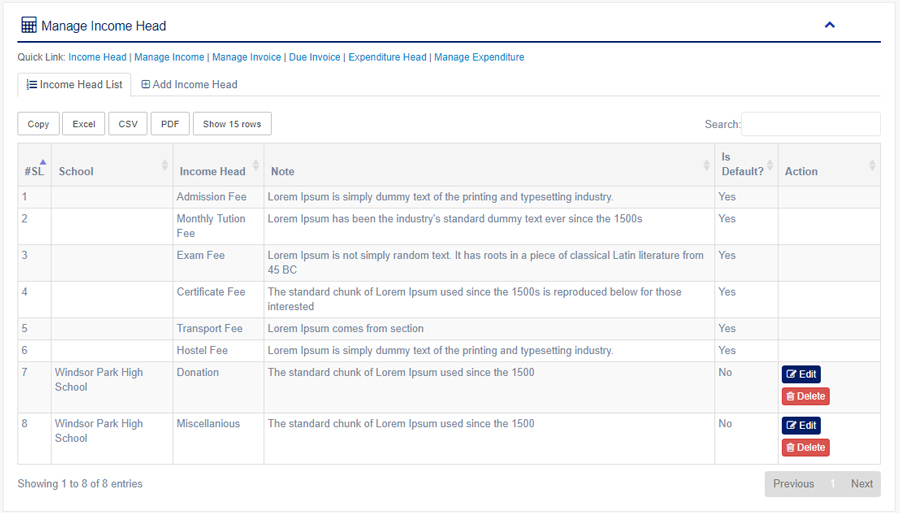 Manage Income Head
Quick Link: Income Head | Manage Income | Manage Invoice | Due Invoice | Expenditure Head | Manage Expenditure
Income Head List
Add Income Head
Copy
Excel
CSV
PDF
Show 15 rows
Search:
#SL
School
Income Head
Note
Is
Default?
Action
1
Admission Fee
Lorem Ipsum is simply dummy text of the printing and typesetting industry.
Yes
2
Monthly Tution
Fee
Lorem Ipsum has been the industry's standard dummy text ever since the 1500s
Yes
3
Exam Fee
Lorem Ipsum is not simply random text. It has roots in a piece of classical Latin literature from
45 BC
Yes
4
Certificate Fee
The standard chunk of Lorem Ipsum used since the 1500s is reproduced below for those
interested
Yes
5
Transport Fee
Lorem Ipsum comes from section
Yes
6
Hostel Fee
Lorem Ipsum is simply dummy text of the printing and typesetting industry.
Yes
7
Windsor Park High
School
Donation
The standard chunk of Lorem Ipsum used since the 1500
No
Edit
Delete
8
Windsor Park High
School
Miscellanious
The standard chunk of Lorem Ipsum used since the 1500
No
Edit
Delete
Showing 1 to 8 of 8 entries
Previous
1
Next